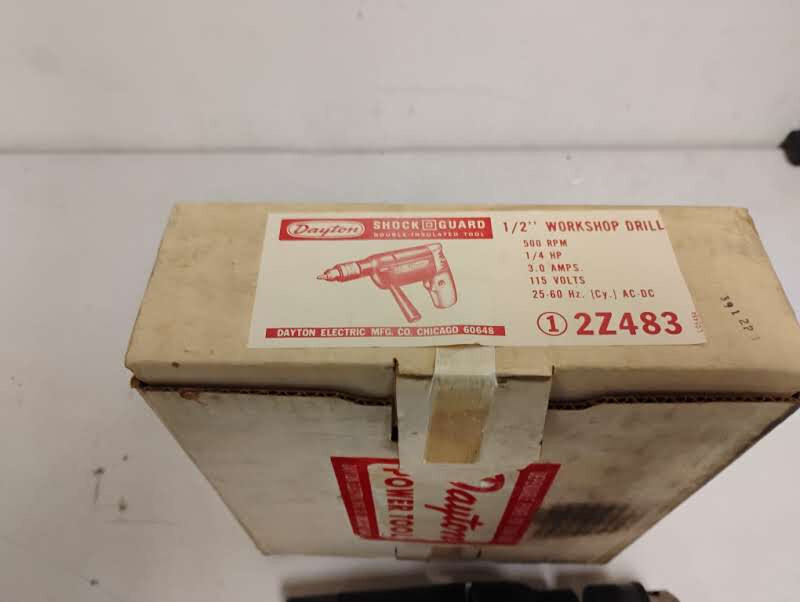 Dayton SHOCK GUARD
DOUBLE-INSULATED TOOL
1/2" WORKSHOP DRILL
500 RPM
1/4 HP
3.0 AMPS.
115 VOLTS
25-60 Hz. (Cy.) AC-DC
1 2Z483
DAYTON ELECTRIC MFG. CO. CHICAGO 60648
Dayton
POWER TOOL